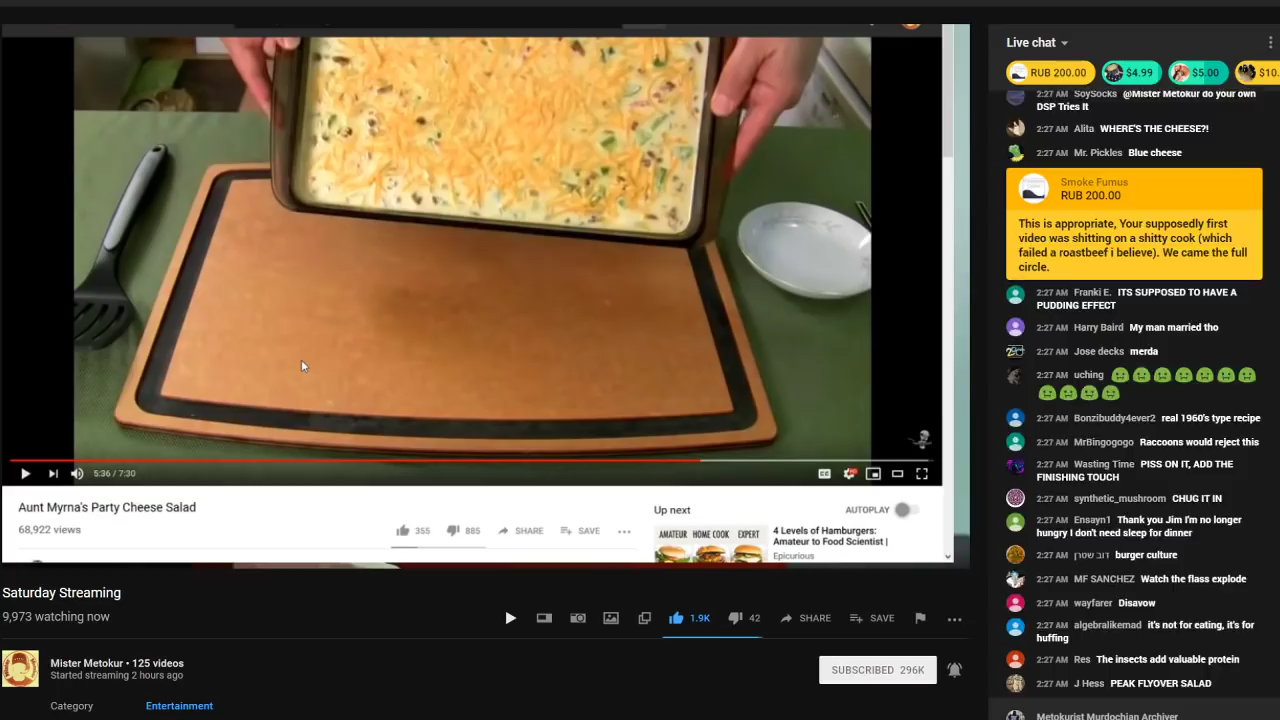 Live chat
RUB 200.00
$4.99
$5.00
$10.
2:27 AM SoySocks @Mister Metokur do your own
DSP Tries It
2:27 AM Alita WHERE'S THE CHEESE?!
2:27 AM Mr. Pickles Blue cheese
Smoke Fumus
RUB 200.00
This is appropriate, Your supposedly first
video was shitting on a shitty cook (which
failed a roastbeef i believe). We came the full
circle.
2:27 AM Franki E. ITS SUPPOSED TO HAVE A
PUDDING EFFECT
2:27 AM Harry Baird My man married tho
2:27 AM Jose decks merda
2:27 AM uching
2:27 AM Bonzibuddy4ever2 real 1960's type recipe
2:27 AM MrBingogogo Raccoons would reject this
2:27 AM Wasting Time PISS ON IT, ADD THE
FINISHING TOUCH
2:27 AM synthetic_mushroom CHUG IT IN
2:27 AM Ensayn1 Thank you Jim I'm no longer
hungry I don't need sleep for dinner
2:27 AM דוב שטרן burger culture
2:27 AM MF SANCHEZ Watch the flass explode
2:27 AM wayfarer Disavow
2:27 AM algebralikemad it's not for eating, it's for
huffing
2:27 AM Res The insects add valuable protein
2:27 AM J Hess PEAK FLYOVER SALAD
Metokurist Murdochian Archiver
5:36 / 7:30
Aunt Myrna's Party Cheese Salad
68,922 views
355
885
SHARE
SAVE
Up next
AUTOPLAY
AMATEUR HOME COOK EXPERT
4 Levels of Hamburgers:
Amateur to Food Scientist |
Epicurious
Saturday Streaming
9,973 watching now
1.9K
42
SHARE
SAVE
Mister Metokur • 125 videos
Started streaming 2 hours ago
SUBSCRIBED 296K
Category
Entertainment